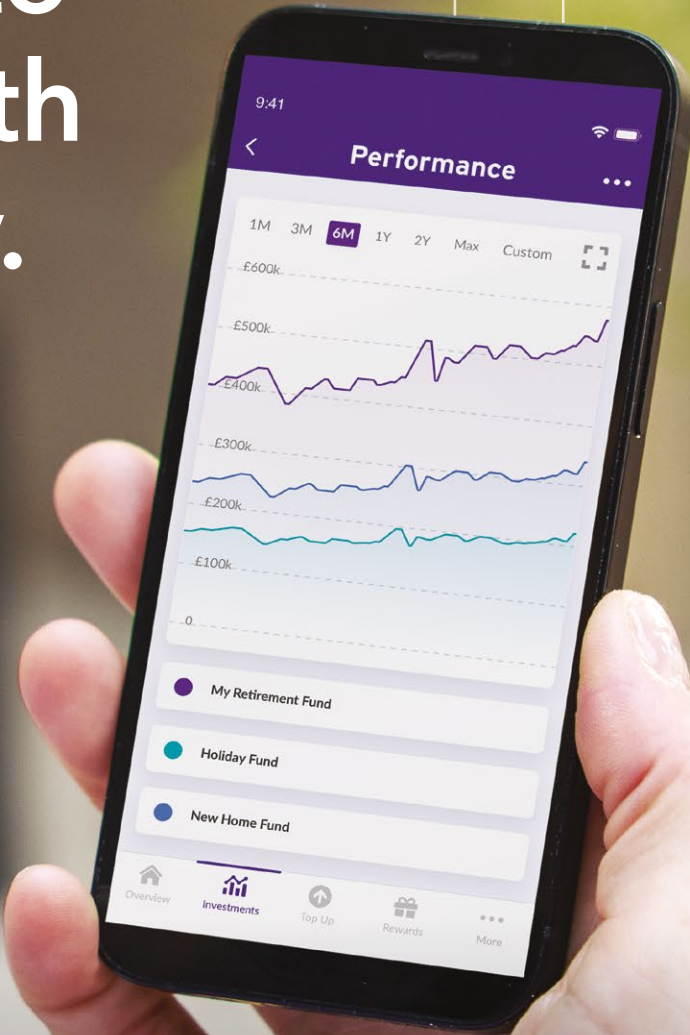 th
9:41
Performance
1M 3M 6M 1Y 2Y Max Custom
£600k
£500k
£400k
£300k
£200k
£100k
0
My Retirement Fund
Holiday Fund
New Home Fund
Overview Investments Top Up Rewards More